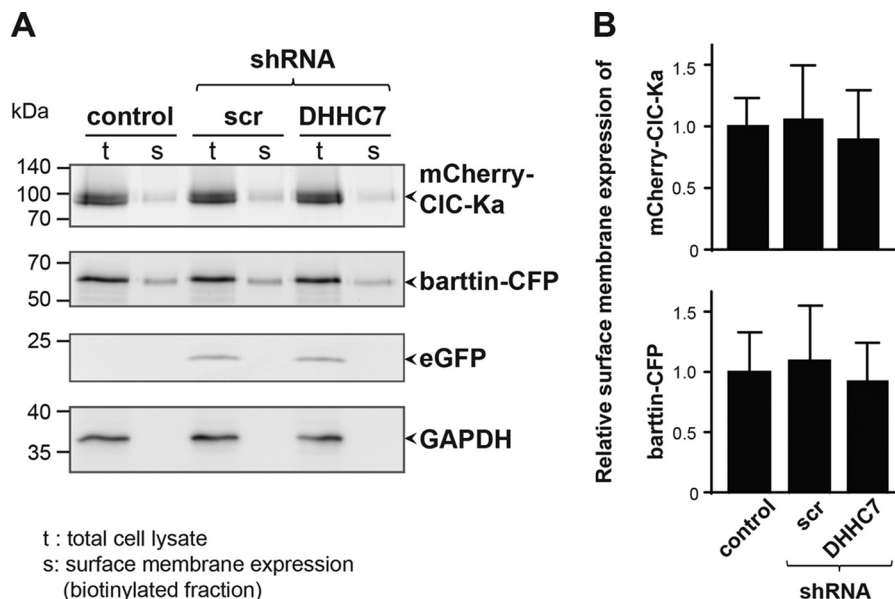 A
shRNA
kDa
control scr DHHC7
t s t s t s
140
100
70
mCherry-
ClC-Ka
70
50
barttin-CFP
25
eGFP
40
35
GAPDH
t : total cell lysate
s: surface membrane expression
(biotinylated fraction)
B
Relative surface membrane expression of
mCherry-ClC-Ka
1.5
1.0
0.5
0
barttin-CFP
1.5
1.0
0.5
0
control scr DHHC7
shRNA